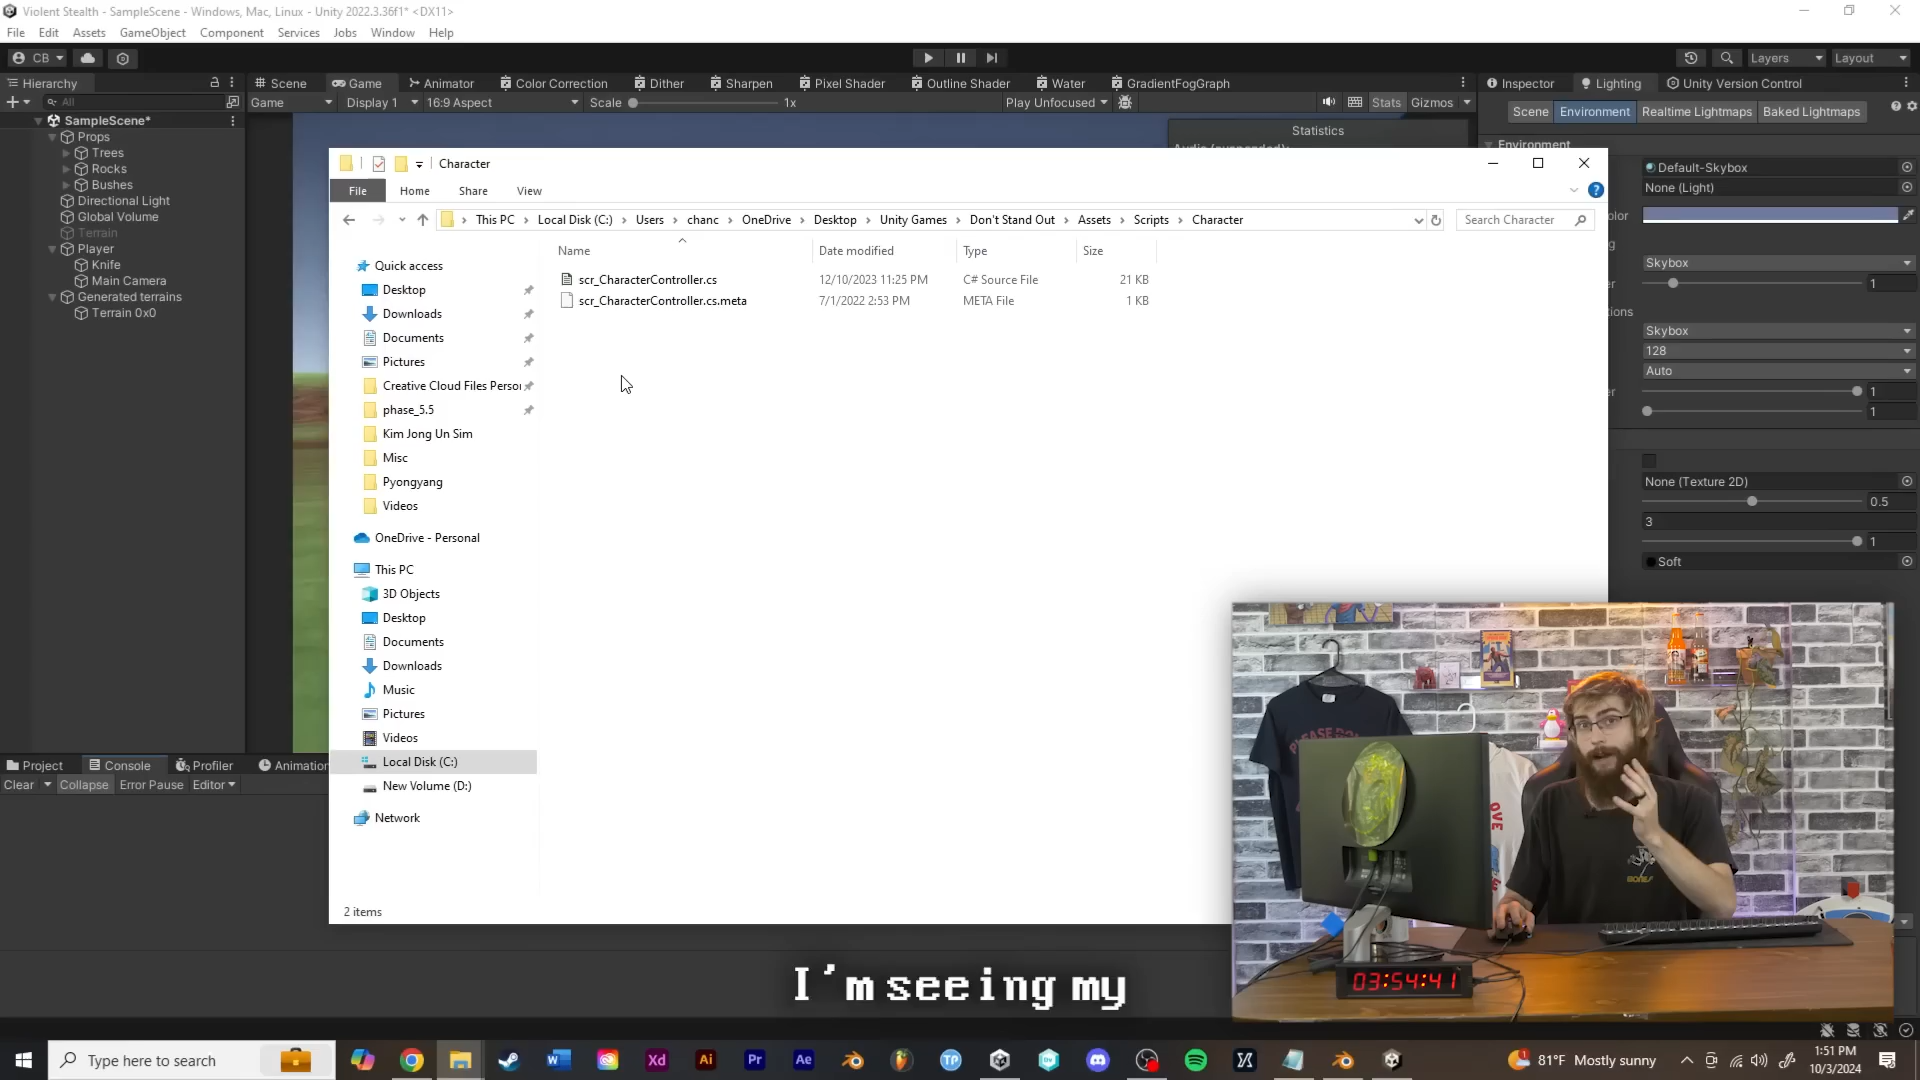 Violent Stealth - SampleScene - Windows, Mac, Linux - Unity 2022.3.36f1* <DX11>
File Edit Assets GameObject Component Services Jobs Window Help
CB
Layers Layout
Hierarchy
Scene Game Animator Color Correction Dither Sharpen Pixel Shader Outline Shader Water GradientFogGraph
Inspector Lighting Unity Version Control
All
Game Display 1 16:9 Aspect Scale 1x Play Unfocused Stats Gizmos
Scene Environment Realtime Lightmaps Baked Lightmaps
SampleScene*
Props
Trees
Rocks
Bushes
Directional Light
Global Volume
Terrain
Player
Knife
Main Camera
Generated terrains
Terrain 0x0
Statistics
Environment
Default-Skybox
None (Light)
Skybox
1
Skybox
128
Auto
1
1
None (Texture 2D)
0.5
3
1
Soft
Character
File Home Share View
This PC Local Disk (C:) Users chanc OneDrive Desktop Unity Games Don't Stand Out Assets Scripts Character
Search Character
Name Date modified Type Size
scr_CharacterController.cs 12/10/2023 11:25 PM C# Source File 21 KB
scr_CharacterController.cs.meta 7/1/2022 2:53 PM META File 1 KB
Quick access
Desktop
Downloads
Documents
Pictures
Creative Cloud Files Perso
phase_5.5
Kim Jong Un Sim
Misc
Pyongyang
Videos
OneDrive - Personal
This PC
3D Objects
Desktop
Documents
Downloads
Music
Pictures
Videos
Local Disk (C:)
New Volume (D:)
Network
2 items
Project Console Profiler Animation
Clear Collapse Error Pause Editor
03:54:41
I'm seeing my
Type here to search
81°F Mostly sunny
1:51 PM
10/3/2024